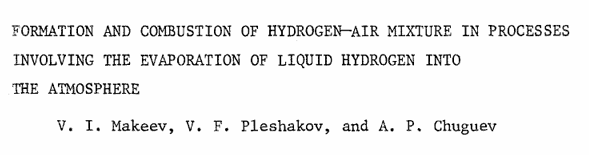 FORMATION AND COMBUSTION OF HYDROGEN—AIR MIXTURE IN PROCESSES
INVOLVING THE EVAPORATION OF LIQUID HYDROGEN INTO
THE ATMOSPHERE
V. I. Makeev, V. F. Pleshakov, and A. P. Chuguev